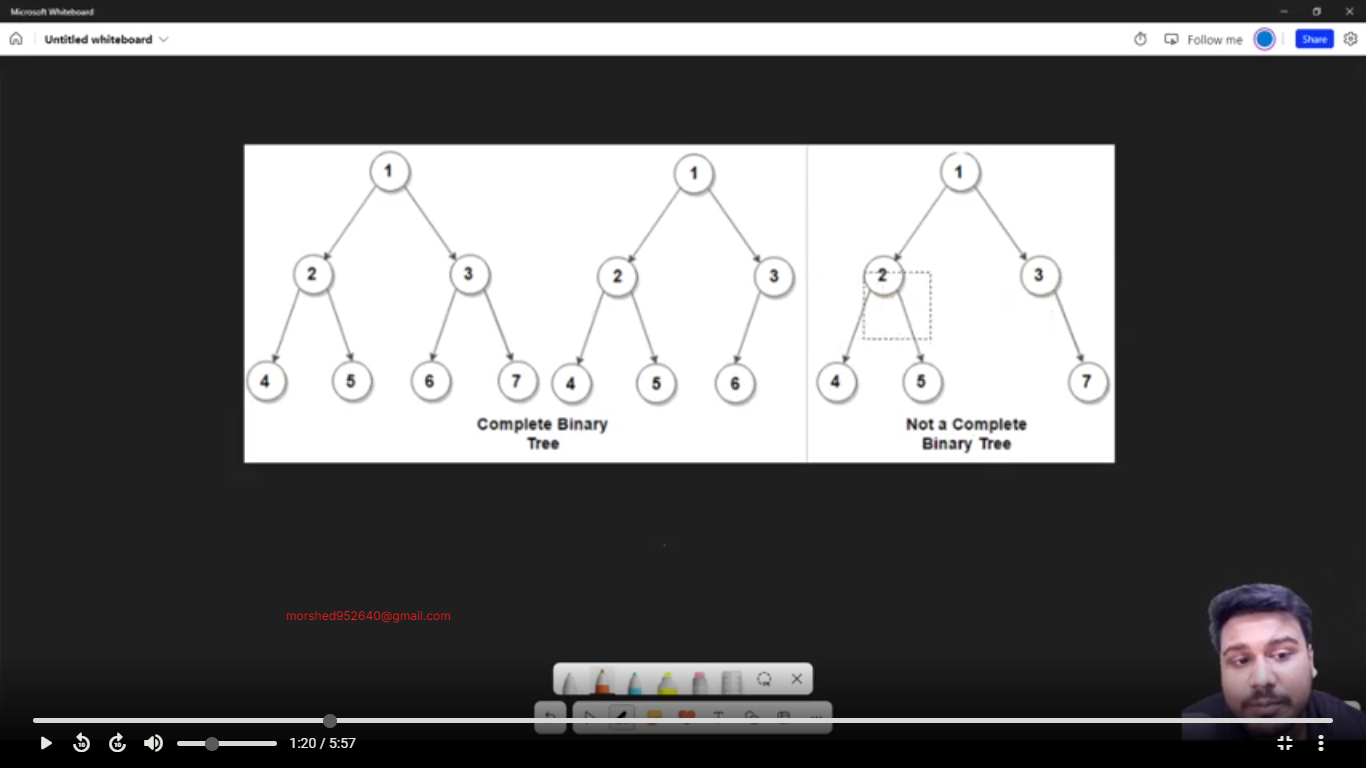 Microsoft Whiteboard
Untitled whiteboard
Follow me
Share
1
1
1
2
3
2
3
2
3
4
5
6
7
4
5
6
4
5
7
Complete Binary
Tree
Not a Complete
Binary Tree
morshed952640@gmail.com
10
10
1:20 / 5:57